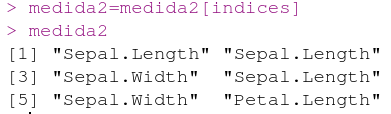 > medida2=medida2[indices]
> medida2
[1] "Sepal.Length" "Sepal.Length"
[3] "Sepal.Width"  "Sepal.Length"
[5] "Sepal.Width"  "Petal.Length"